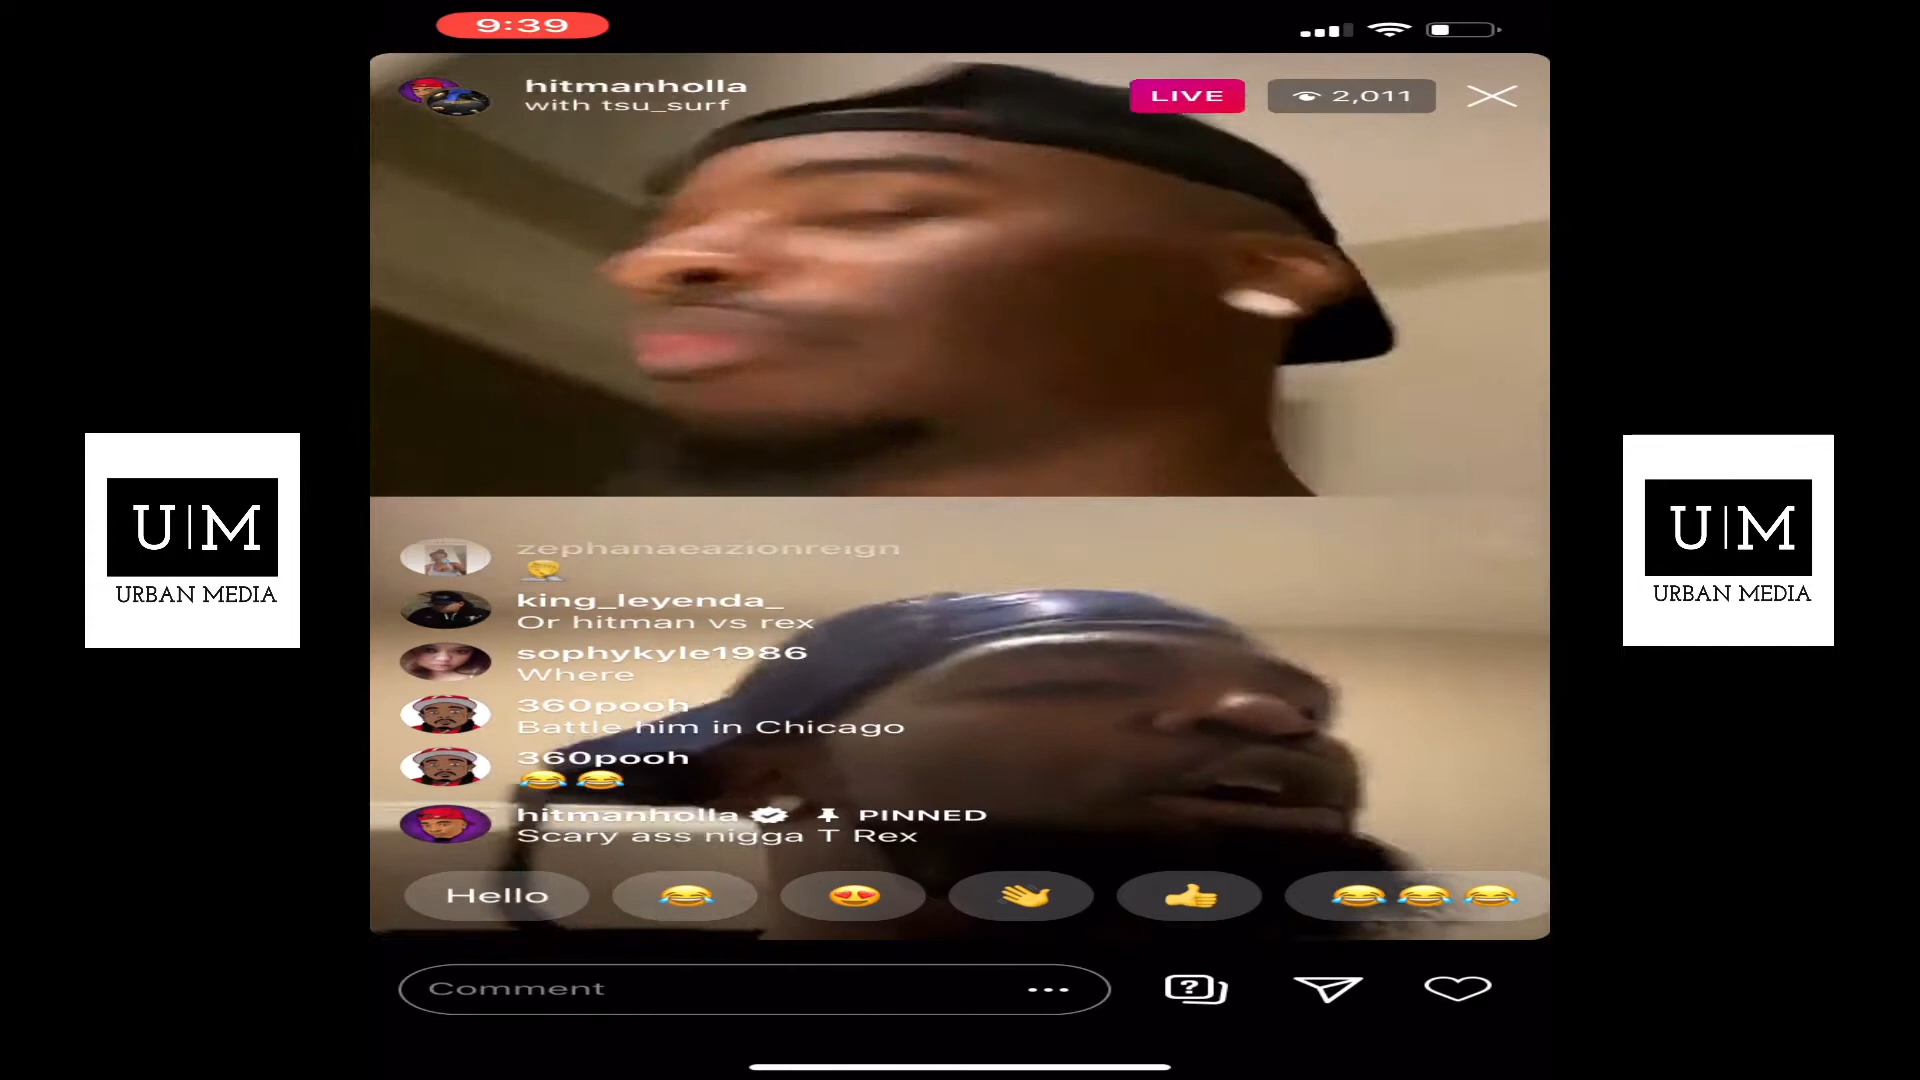 9:39
hitmanholla
with tsu_surf
LIVE
2,011
zephanaeazionreign
king_leyenda_
Or hitman vs rex
sophykyle1986
Where
360pooh
Battle him in Chicago
360pooh
😂😂
hitmanholla PINNED
Scary ass nigga T Rex
Hello
Comment
?
U|M
URBAN MEDIA
U|M
URBAN MEDIA